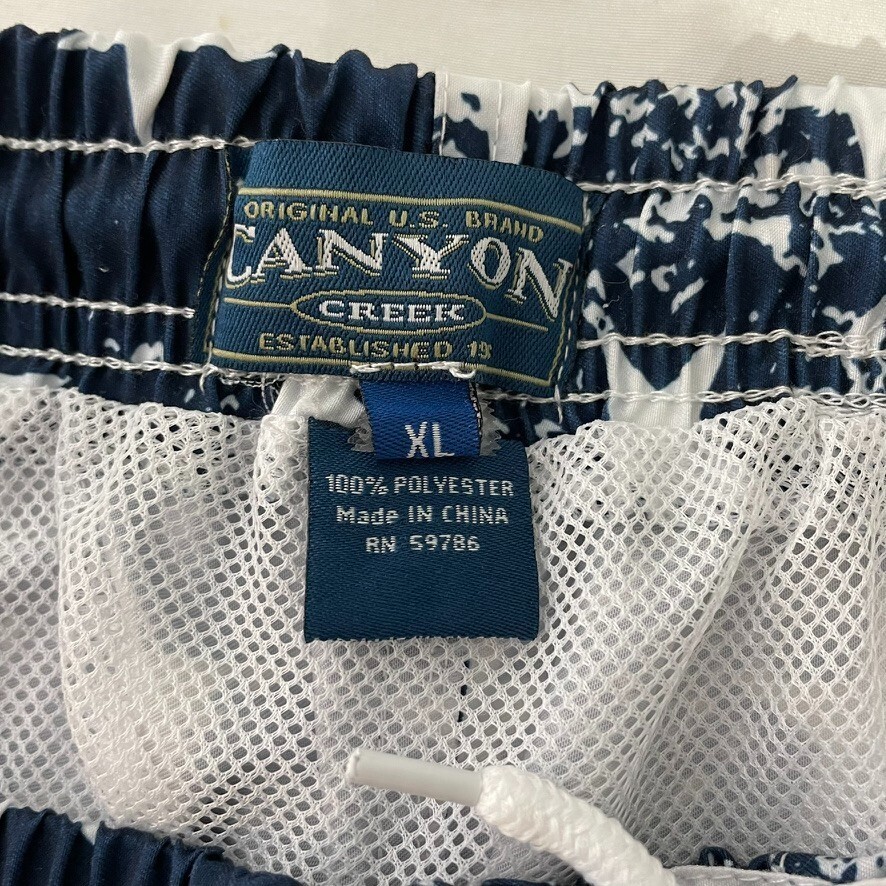 ORIGINAL U.S. BRAND
CANYON
CREEK
ESTABLISHED 19
XL
100% POLYESTER
Made IN CHINA
RN 59786